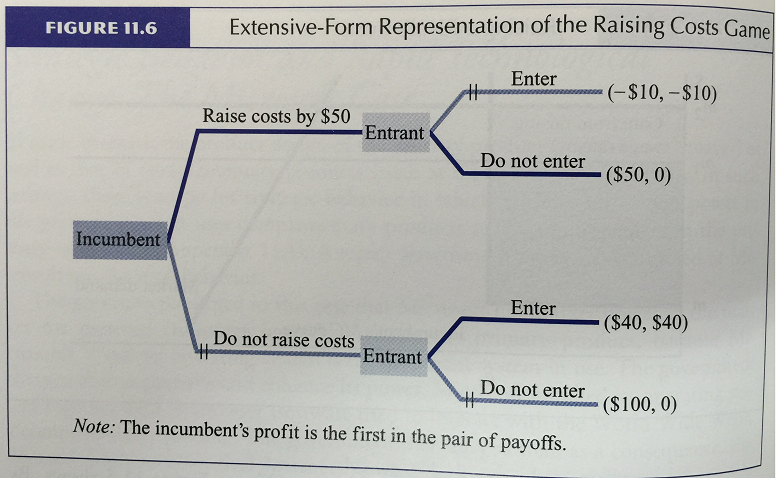 FIGURE 11.6
Extensive-Form Representation of the Raising Costs Game
Enter
(–$10, –$10)
Raise costs by $50
Entrant
Do not enter
($50, 0)
Incumbent
Enter
($40, $40)
Do not raise costs
Entrant
Do not enter
($100, 0)
Note: The incumbent's profit is the first in the pair of payoffs.